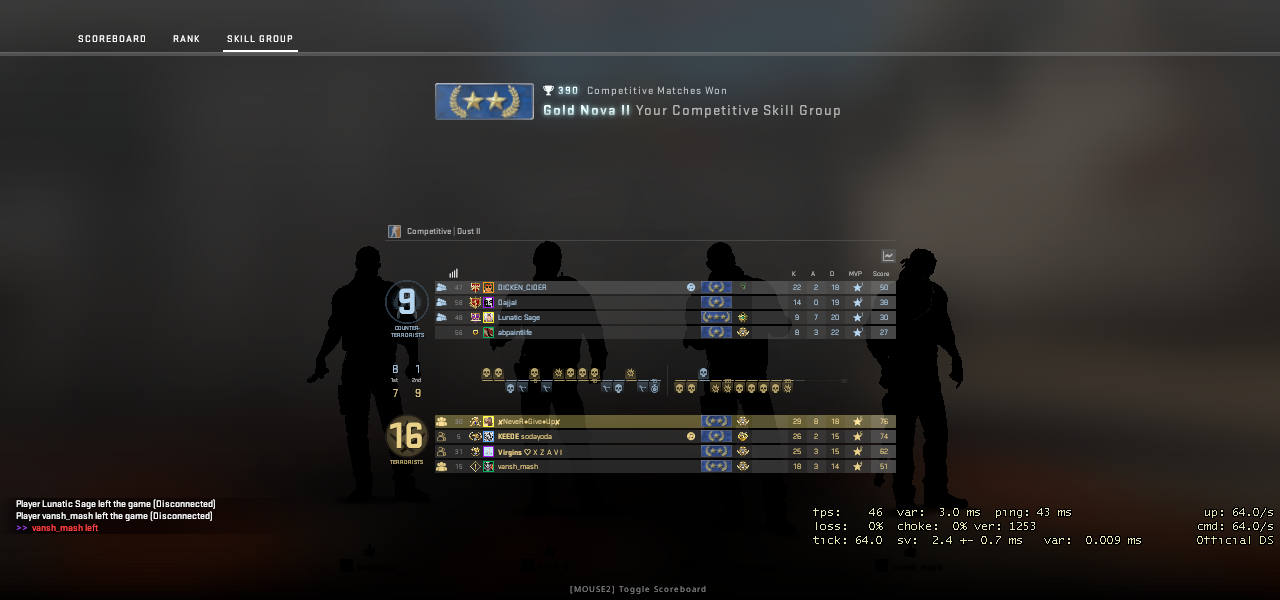 SCOREBOARD RANK SKILL GROUP
390 Competitive Matches Won
Gold Nova II Your Competitive Skill Group
Competitive | Dust II
K A D MVP Score
47 DICKEN_CIDER 22 2 18 50
58 Dajjal 14 0 19 38
48 Lunatic Sage 9 7 20 30
56 abpaintlife 8 3 22 27
9
COUNTER-TERRORISTS
8 1
1st 2nd
7 9
16
TERRORISTS
30 ✘NeveR●Give●Up✘ 29 8 18 76
5 KEEDE sodayoda 26 2 15 74
31 Virgins ♡ X Z A V I 25 3 15 62
15 vansh_mash 18 3 14 51
Player Lunatic Sage left the game (Disconnected)
Player vansh_mash left the game (Disconnected)
>> vansh_mash left
fps: 46 var: 3.0 ms ping: 43 ms up: 64.0/s
loss: 0% choke: 0% ver: 1253 cmd: 64.0/s
tick: 64.0 sv: 2.4 +- 0.7 ms var: 0.009 ms Official DS
[MOUSE2] Toggle Scoreboard